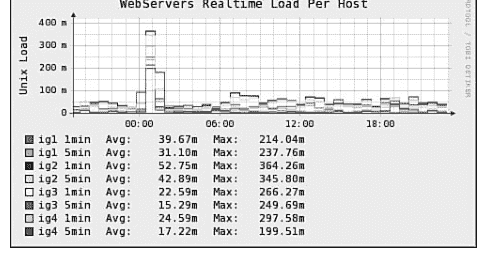 WebServers Realtime Load Per Host
RRDTOOL / TOBI OETIKER
Unix Load
400 m
300 m
200 m
100 m
0
00:00 06:00 12:00 18:00
ig1 1min Avg: 39.67m Max: 214.04m
ig1 5min Avg: 31.10m Max: 237.76m
ig2 1min Avg: 52.75m Max: 364.26m
ig2 5min Avg: 42.89m Max: 345.80m
ig3 1min Avg: 22.59m Max: 266.27m
ig3 5min Avg: 15.29m Max: 249.69m
ig4 1min Avg: 24.59m Max: 297.58m
ig4 5min Avg: 17.22m Max: 199.51m